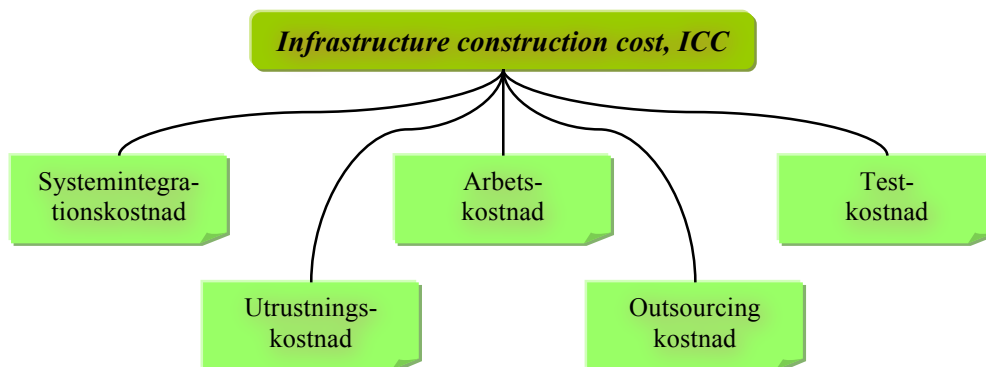 Infrastructure construction cost, ICC
Systemintegra-
tionskostnad
Arbets-
kostnad
Test-
kostnad
Utrustnings-
kostnad
Outsourcing
kostnad